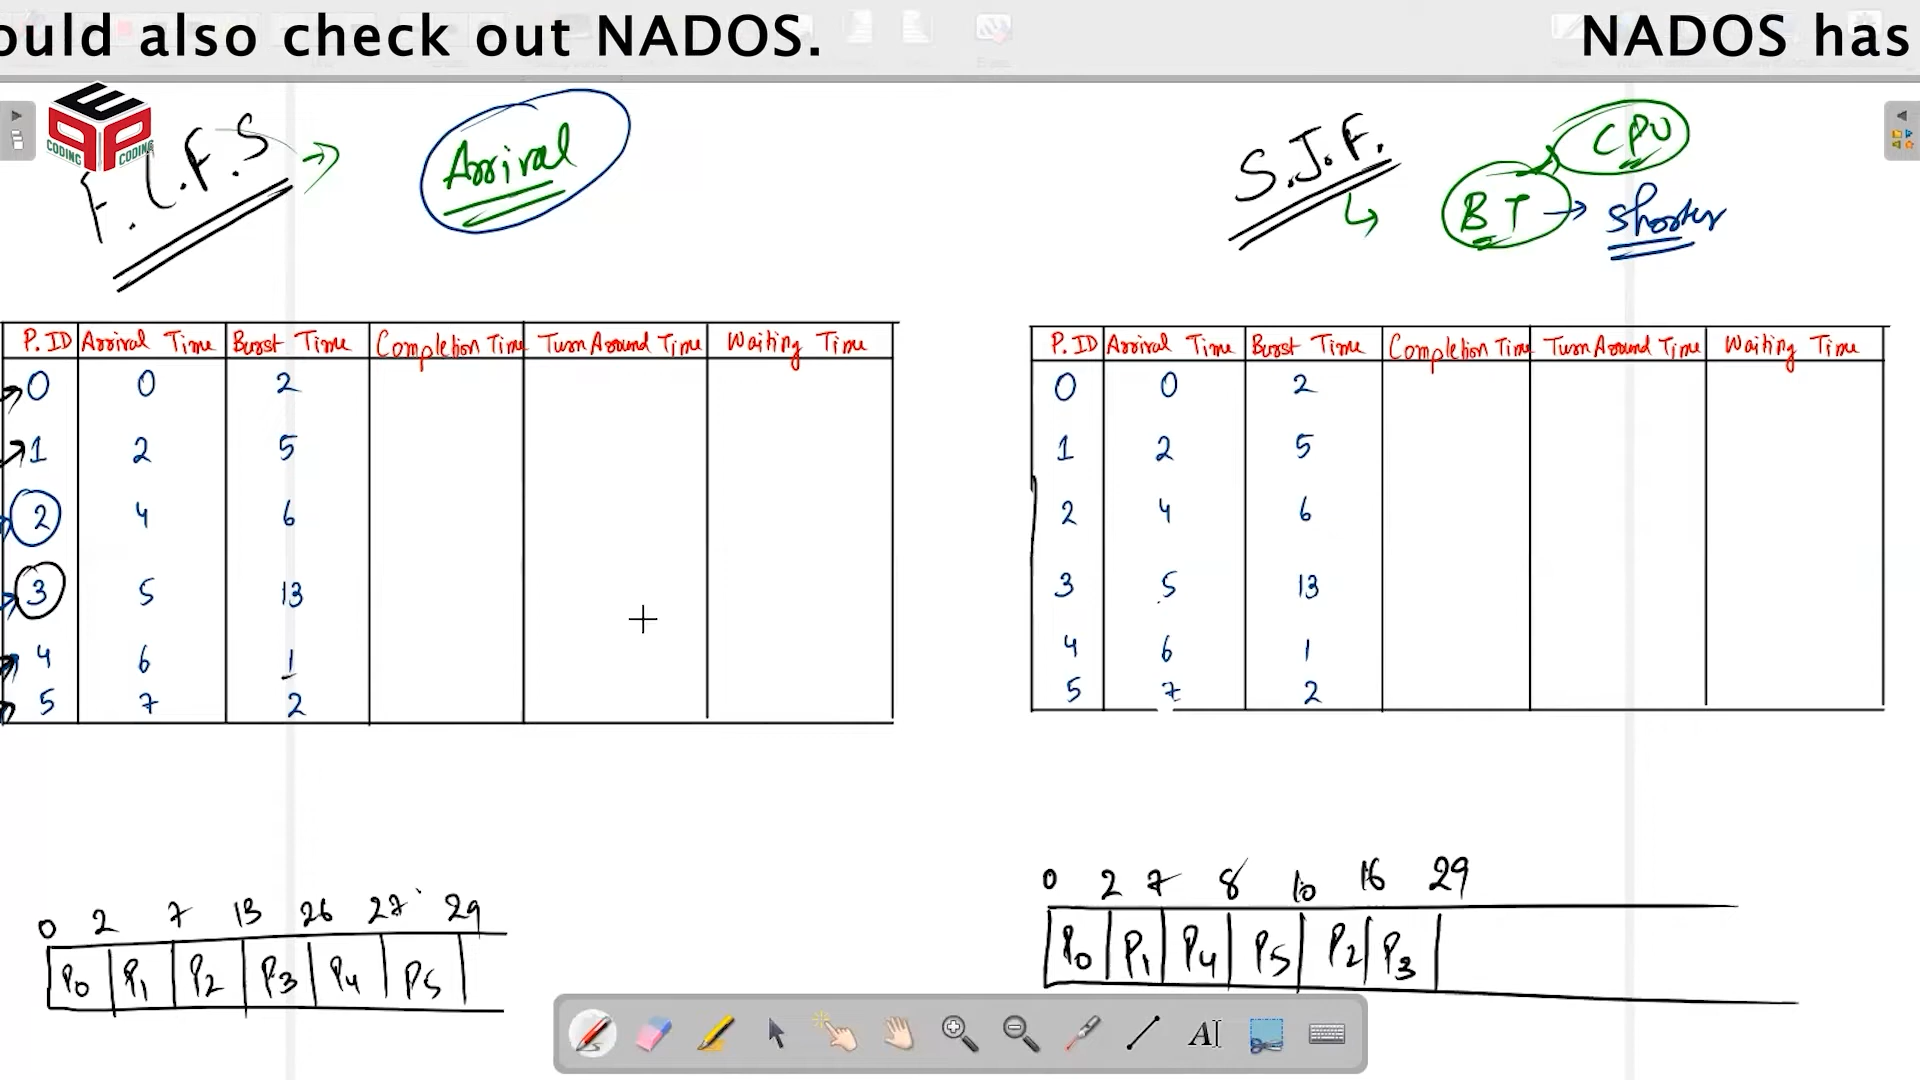 ould also check out NADOS. NADOS has
CODING CODING
F.C.F.S → Arrival
S.J.F. BT → Shorter CPU
P.ID Arrival Time Burst Time Completion Time Turn Around Time Waiting Time
0 0 2
1 2 5
2 4 6
3 5 13
4 6 1
5 7 2
P.ID Arrival Time Burst Time Completion Time Turn Around Time Waiting Time
0 0 2
1 2 5
2 4 6
3 5 13
4 6 1
5 7 2
0 2 7 13 26 27 29
P0 P1 P2 P3 P4 P5
0 2 7 8 10 16 29
P0 P1 P4 P5 P2 P3